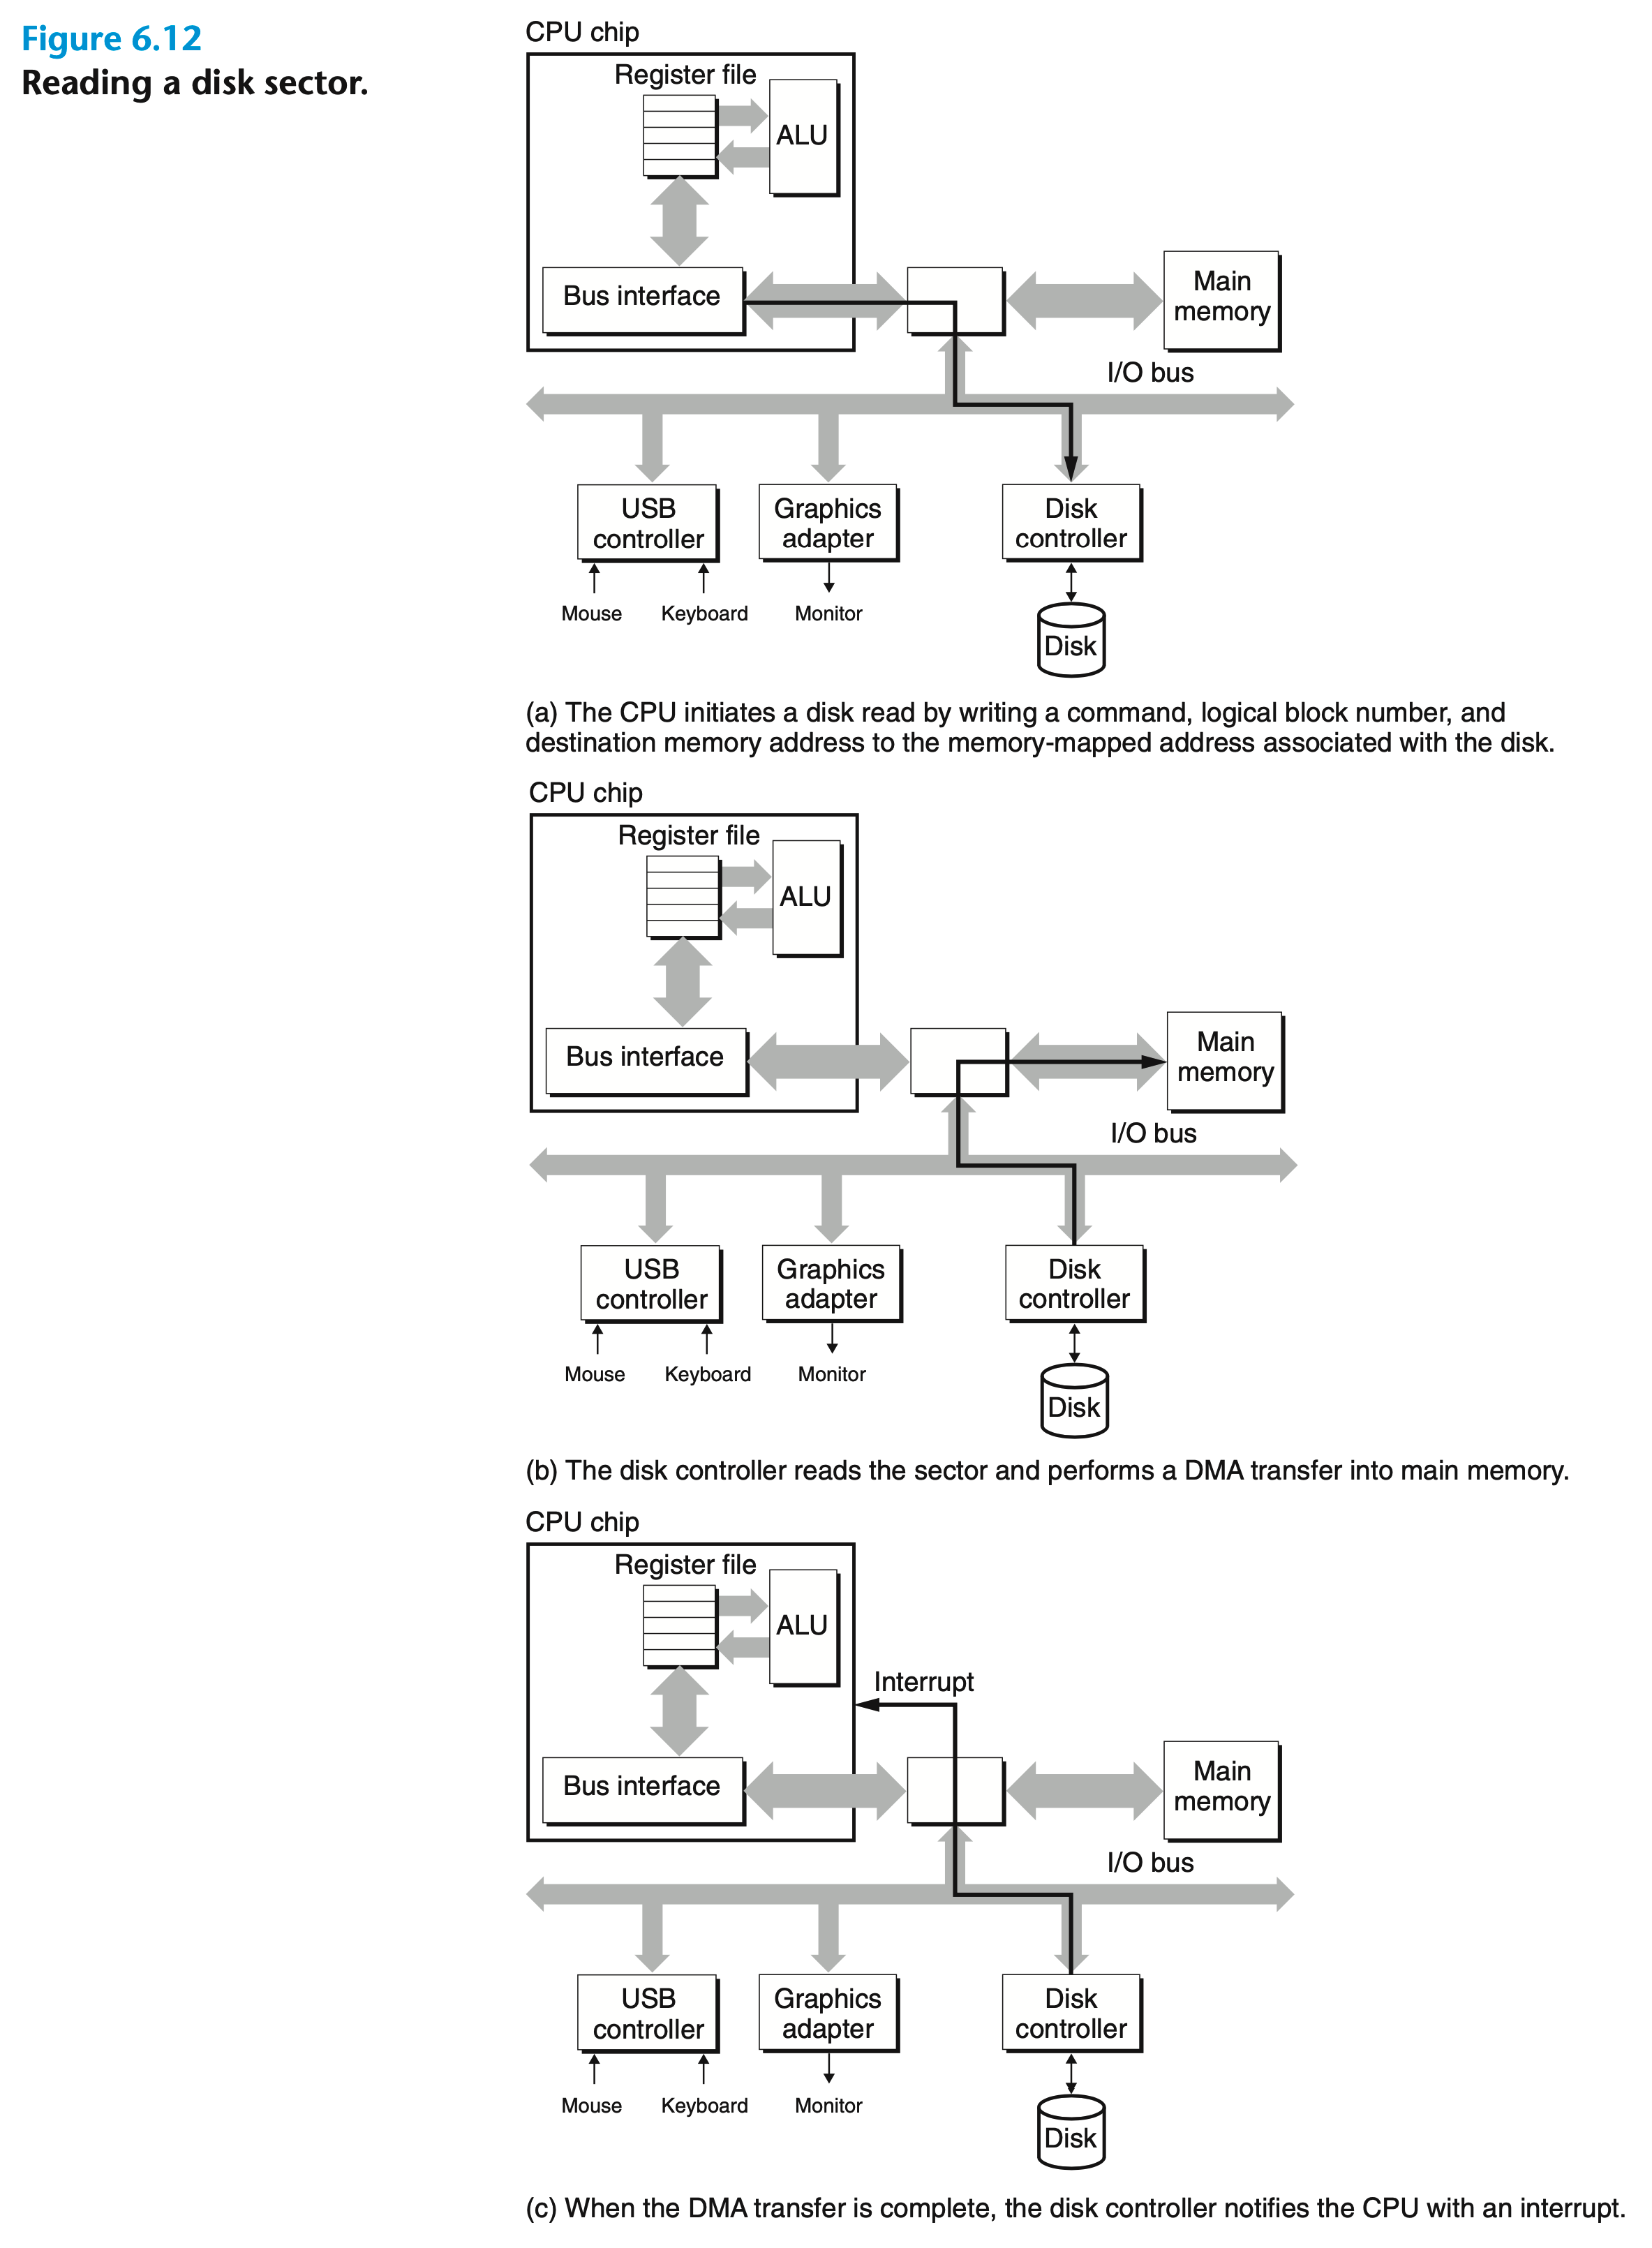 Figure 6.12
Reading a disk sector.
CPU chip
Register file
ALU
Bus interface
Main
memory
I/O bus
USB
controller
Graphics
adapter
Disk
controller
Mouse
Keyboard
Monitor
Disk
(a) The CPU initiates a disk read by writing a command, logical block number, and
destination memory address to the memory-mapped address associated with the disk.
CPU chip
Register file
ALU
Bus interface
Main
memory
I/O bus
USB
controller
Graphics
adapter
Disk
controller
Mouse
Keyboard
Monitor
Disk
(b) The disk controller reads the sector and performs a DMA transfer into main memory.
CPU chip
Register file
ALU
Interrupt
Bus interface
Main
memory
I/O bus
USB
controller
Graphics
adapter
Disk
controller
Mouse
Keyboard
Monitor
Disk
(c) When the DMA transfer is complete, the disk controller notifies the CPU with an interrupt.